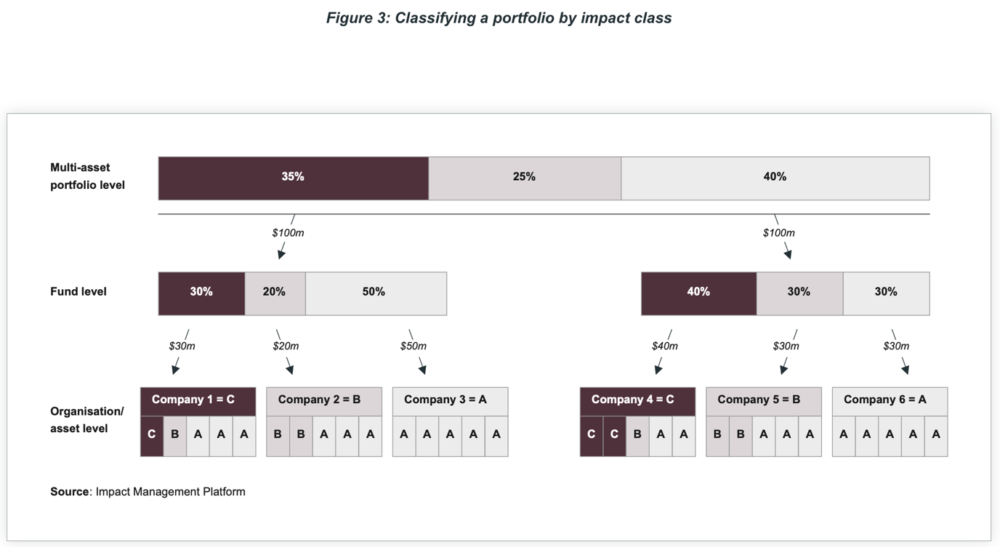 Figure 3: Classifying a portfolio by impact class
Multi-asset
portfolio level
35%
25%
40%
$100m
$100m
Fund level
30%
20%
50%
40%
30%
30%
$30m
$20m
$50m
$40m
$30m
$30m
Organisation/
asset level
Company 1 = C
Company 2 = B
Company 3 = A
Company 4 = C
Company 5 = B
Company 6 = A
C B A A A
B B A A A
A A A A A
C C B A A
B B A A A
A A A A A
Source: Impact Management Platform